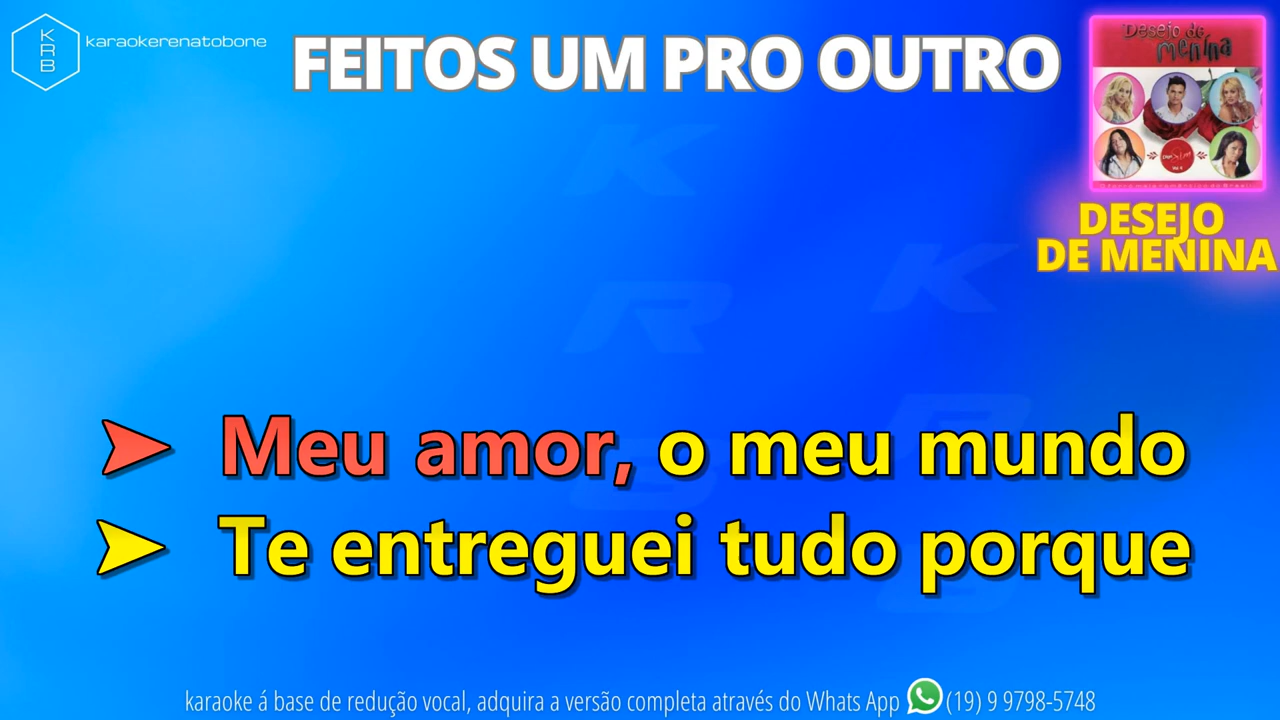 K
R
B
karaokerenatobone
FEITOS UM PRO OUTRO
Desejo de
menina
DESEJO
DE MENINA
K
R
B
K
R
B
➤ Meu amor, o meu mundo
➤ Te entreguei tudo porque
karaoke á base de redução vocal, adquira a versão completa através do Whats App (19) 9 9798-5748